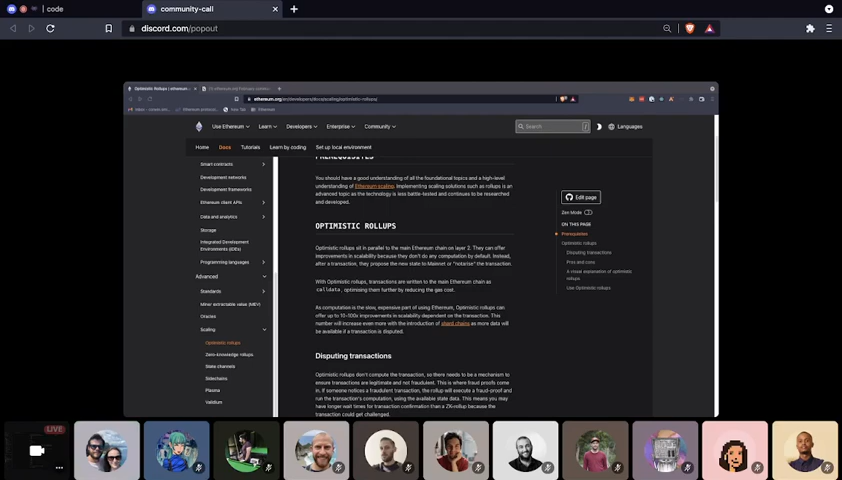 code
community-call
discord.com/popout
Optimistic Rollups | ethereum.o
ethereum.org/en/developers/docs/scaling/optimistic-rollups/
Use Ethereum
Learn
Developers
Enterprise
Community
Search
/
Languages
Home
Docs
Tutorials
Learn by coding
Set up local environment
Smart contracts
Development networks
Development frameworks
Ethereum client APIs
Data and analytics
Storage
Integrated Development
Environments (IDEs)
Programming languages
Advanced
Standards
Miner extractable value (MEV)
Oracles
Scaling
Optimistic rollups
Zero-knowledge rollups
State channels
Sidechains
Plasma
Validium
PREREQUISITES
You should have a good understanding of all the foundational topics and a high-level
understanding of Ethereum scaling. Implementing scaling solutions such as rollups is an
advanced topic as the technology is less battle-tested and continues to be researched
and developed.
OPTIMISTIC ROLLUPS
Optimistic rollups sit in parallel to the main Ethereum chain on layer 2. They can offer
improvements in scalability because they don't do any computation by default. Instead,
after a transaction, they propose the new state to Mainnet or "notarise" the transaction.
With Optimistic rollups, transactions are written to the main Ethereum chain as
calldata, optimising them further by reducing the gas cost.
As computation is the slow, expensive part of using Ethereum, Optimistic rollups can
offer up to 10-100x improvements in scalability dependent on the transaction. This
number will increase even more with the introduction of shard chains as more data will
be available if a transaction is disputed.
Disputing transactions
Optimistic rollups don't compute the transaction, so there needs to be a mechanism to
ensure transactions are legitimate and not fraudulent. This is where fraud proofs come
in. If someone notices a fraudulent transaction, the rollup will execute a fraud-proof and
run the transaction's computation, using the available state data. This means you may
have longer wait times for transaction confirmation than a ZK-rollup because the
transaction could get challenged.
Edit page
Zen Mode
ON THIS PAGE
Prerequisites
Optimistic rollups
Disputing transactions
Pros and cons
A visual explanation of optimistic
rollups
Use Optimistic rollups
LIVE